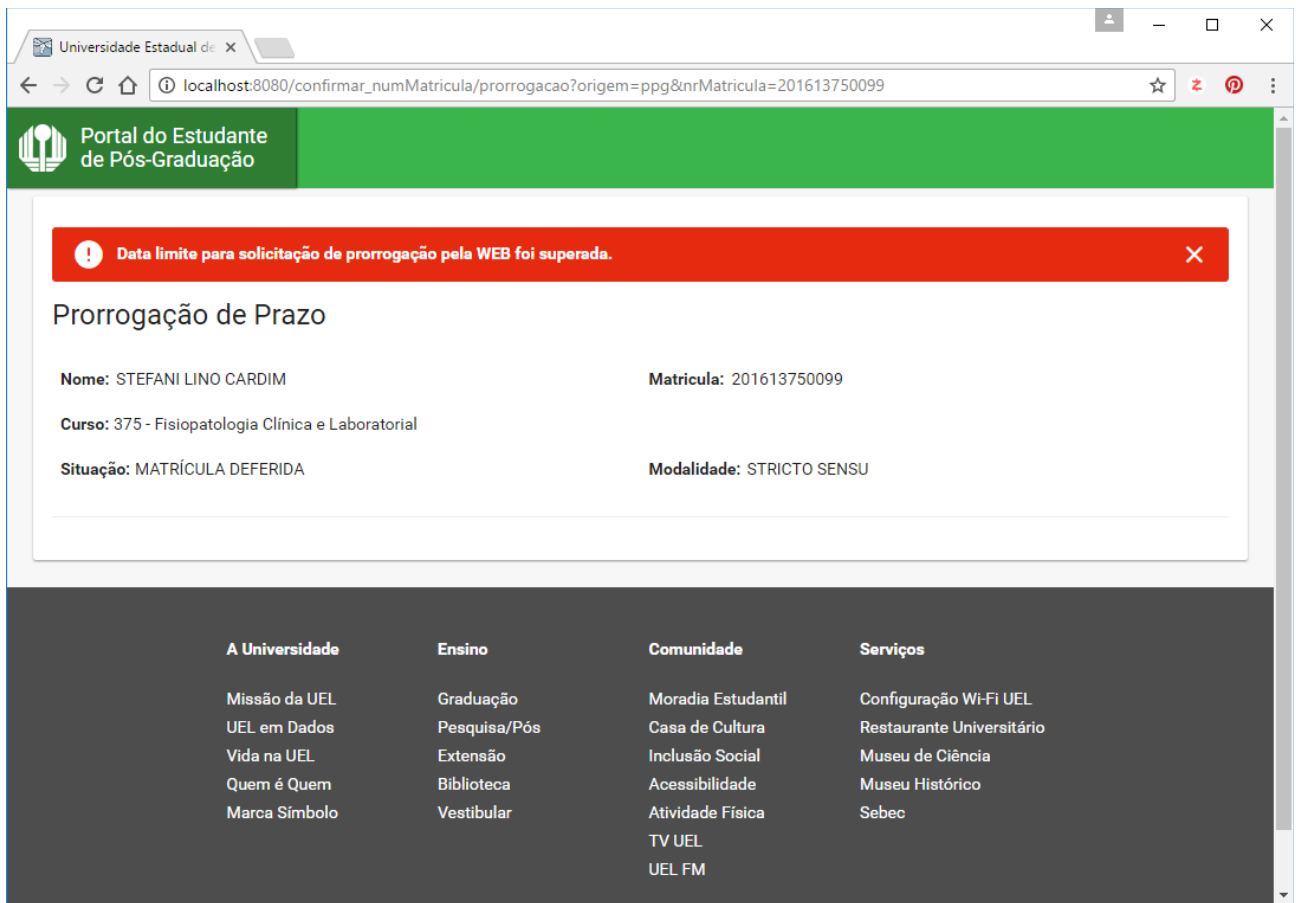 Universidade Estadual de
localhost:8080/confirmar_numMatricula/prorrogacao?origem=ppg&nrMatricula=201613750099
Portal do Estudante
de Pós-Graduação
Data limite para solicitação de prorrogação pela WEB foi superada.
Prorrogação de Prazo
Nome: STEFANI LINO CARDIM
Matricula: 201613750099
Curso: 375 - Fisiopatologia Clínica e Laboratorial
Situação: MATRÍCULA DEFERIDA
Modalidade: STRICTO SENSU
A Universidade
Missão da UEL
UEL em Dados
Vida na UEL
Quem é Quem
Marca Símbolo
Ensino
Graduação
Pesquisa/Pós
Extensão
Biblioteca
Vestibular
Comunidade
Moradia Estudantil
Casa de Cultura
Inclusão Social
Acessibilidade
Atividade Física
TV UEL
UEL FM
Serviços
Configuração Wi-Fi UEL
Restaurante Universitário
Museu de Ciência
Museu Histórico
Sebec